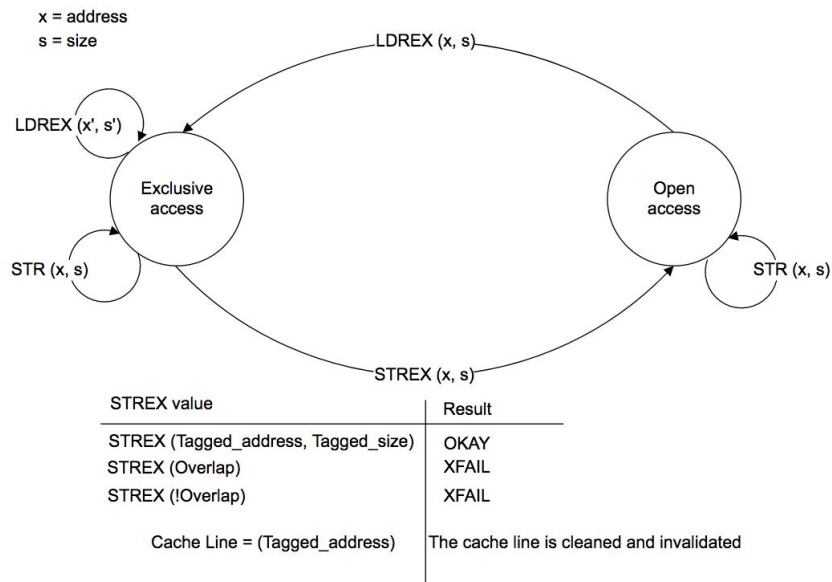 x = address
s = size
LDREX (x, s)
LDREX (x', s')
Exclusive
access
Open
access
STR (x, s)
STR (x, s)
STREX (x, s)
STREX value
Result
STREX (Tagged_address, Tagged_size)
OKAY
STREX (Overlap)
XFAIL
STREX (!Overlap)
XFAIL
Cache Line = (Tagged_address)
The cache line is cleaned and invalidated